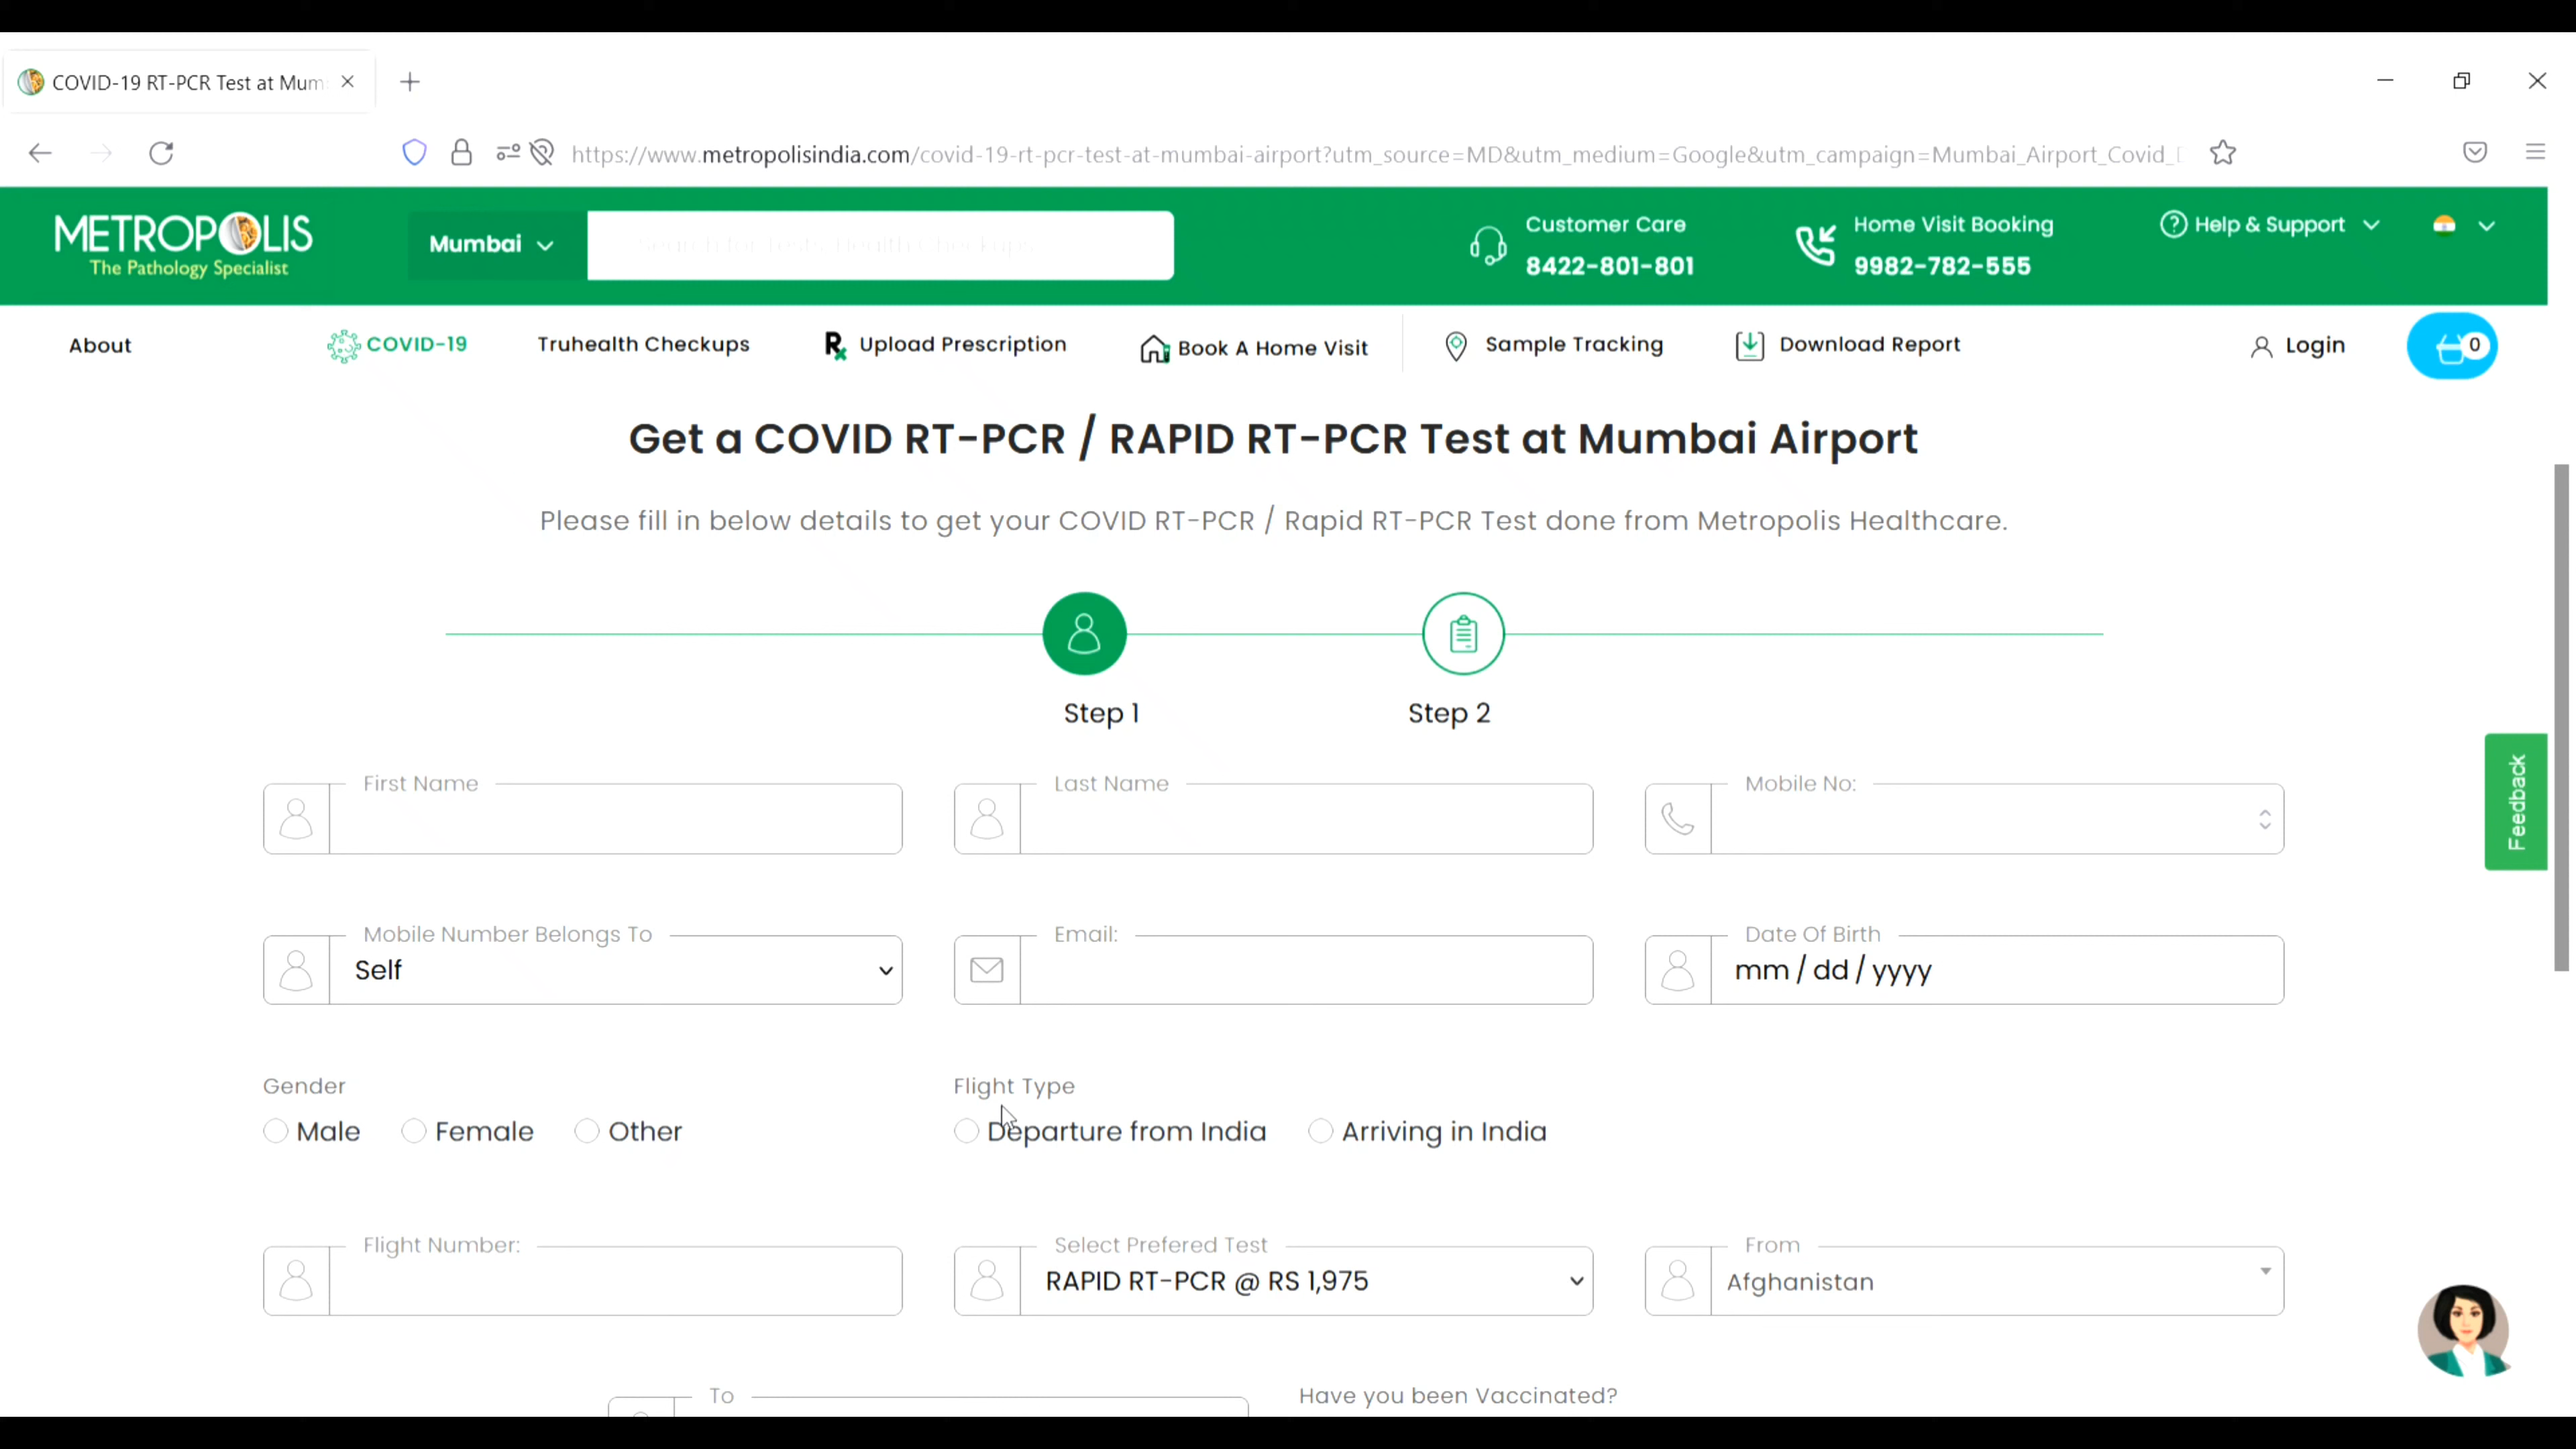 COVID-19 RT-PCR Test at Mum
https://www.metropolisindia.com/covid-19-rt-pcr-test-at-mumbai-airport?utm_source=MD&utm_medium=Google&utm_campaign=Mumbai_Airport_Covid_
METROPOLIS
The Pathology Specialist
Mumbai
Customer Care
8422-801-801
Home Visit Booking
9982-782-555
Help & Support
About
COVID-19
Truhealth Checkups
Upload Prescription
Book A Home Visit
Sample Tracking
Download Report
Login
0
Get a COVID RT-PCR / RAPID RT-PCR Test at Mumbai Airport
Please fill in below details to get your COVID RT-PCR / Rapid RT-PCR Test done from Metropolis Healthcare.
Step 1
Step 2
First Name
Last Name
Mobile No:
Feedback
Mobile Number Belongs To
Self
Email:
Date Of Birth
mm / dd / yyyy
Gender
Male
Female
Other
Flight Type
Departure from India
Arriving in India
Flight Number:
Select Prefered Test
RAPID RT-PCR @ RS 1,975
From
Afghanistan
To
Have you been Vaccinated?